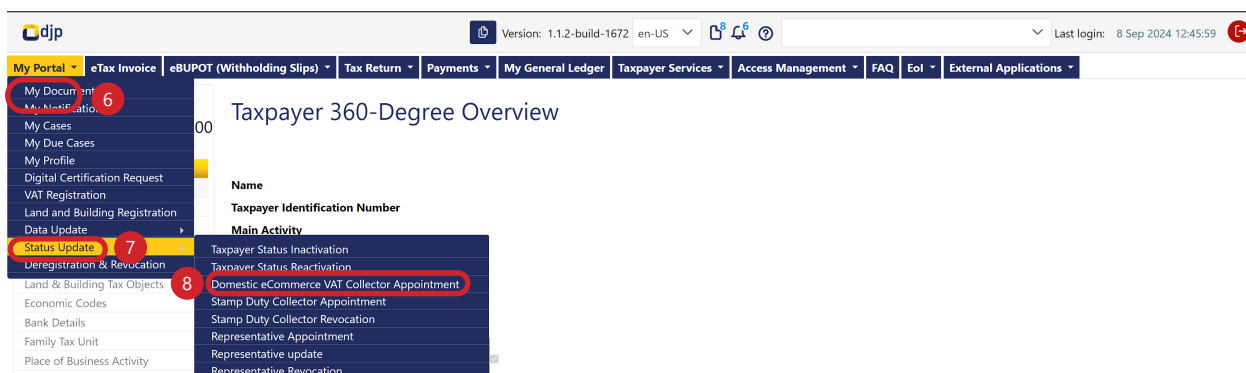 djp
Version: 1.1.2-build-1672 en-US 8 6 Last login: 8 Sep 2024 12:45:59
My Portal eTax Invoice eBUPOT (Withholding Slips) Tax Return Payments My General Ledger Taxpayer Services Access Management FAQ EoI External Applications
My Documents 6
My Notifications
My Cases 00
My Due Cases
My Profile
Digital Certification Request
VAT Registration
Land and Building Registration
Data Update
Status Update 7
Deregistration & Revocation
Land & Building Tax Objects
Economic Codes
Bank Details
Family Tax Unit
Place of Business Activity
Taxpayer 360-Degree Overview
Name
Taxpayer Identification Number
Main Activity
Taxpayer Status Inactivation
Taxpayer Status Reactivation
8 Domestic eCommerce VAT Collector Appointment
Stamp Duty Collector Appointment
Stamp Duty Collector Revocation
Representative Appointment
Representative update
Representative Revocation